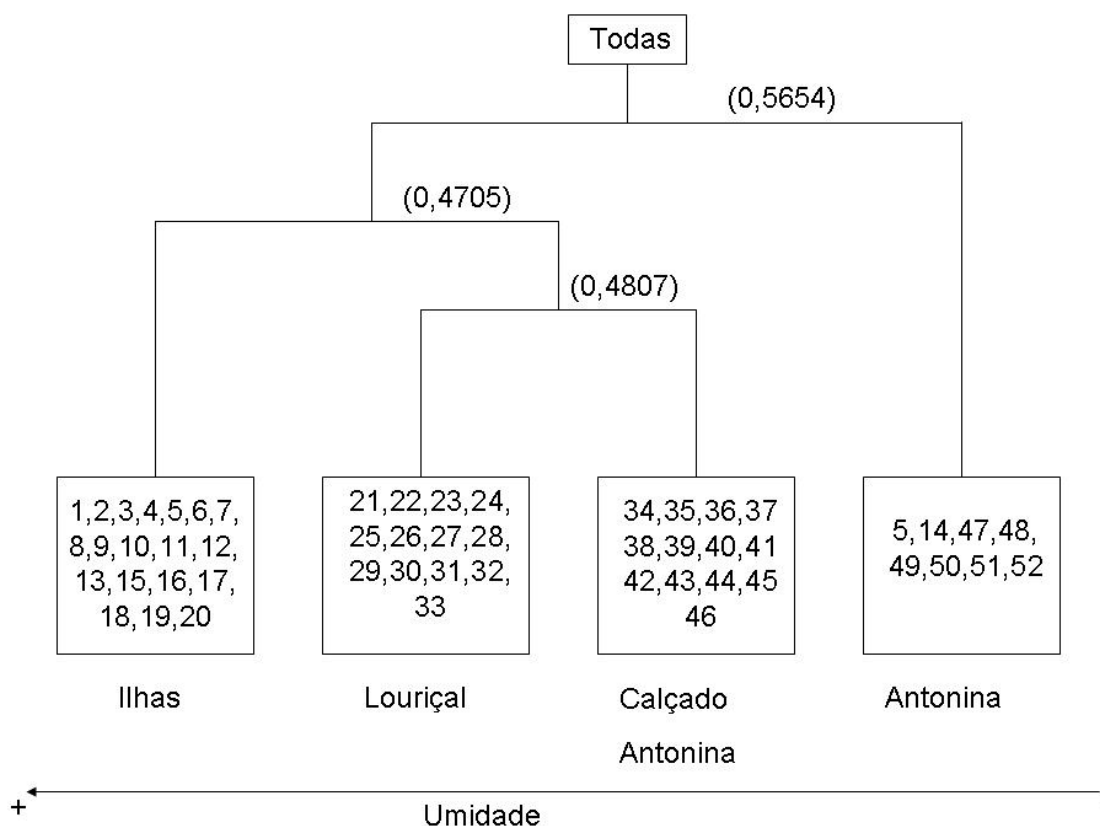 Todas
(0,5654)
(0,4705)
(0,4807)
1,2,3,4,5,6,7,
8,9,10,11,12,
13,15,16,17,
18,19,20
21,22,23,24,
25,26,27,28,
29,30,31,32,
33
34,35,36,37
38,39,40,41
42,43,44,45
46
5,14,47,48,
49,50,51,52
Ilhas
Louriçal
Calçado
Antonina
Antonina
+
Umidade